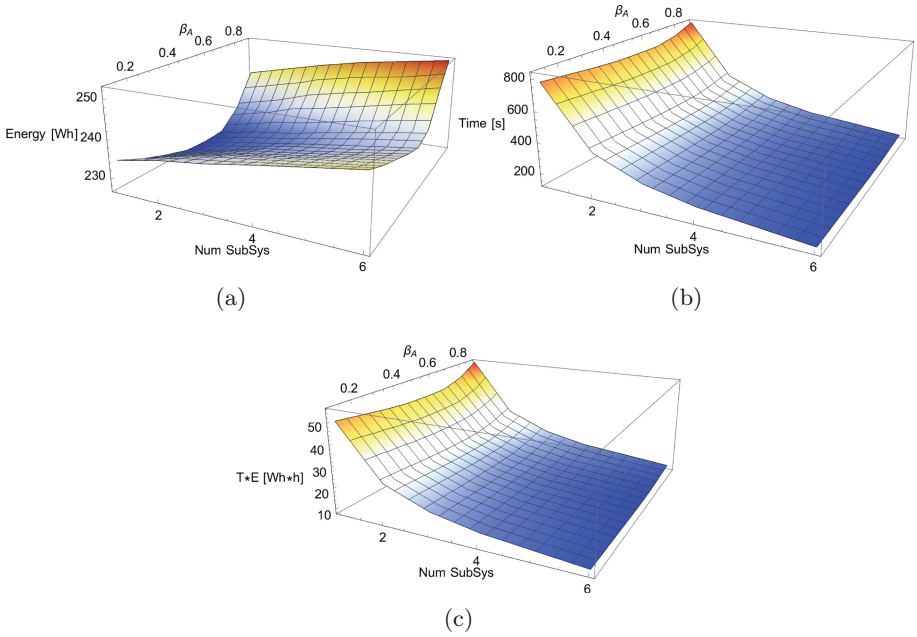 β_A
0.2 0.4 0.6 0.8
250
240
230
Energy [Wh]
2 4 6
Num SubSys
(a)
β_A
0.2 0.4 0.6 0.8
800
600
400
200
Time [s]
2 4 6
Num SubSys
(b)
β_A
0.2 0.4 0.6 0.8
50
40
30
20
10
T*E [Wh*h]
2 4 6
Num SubSys
(c)